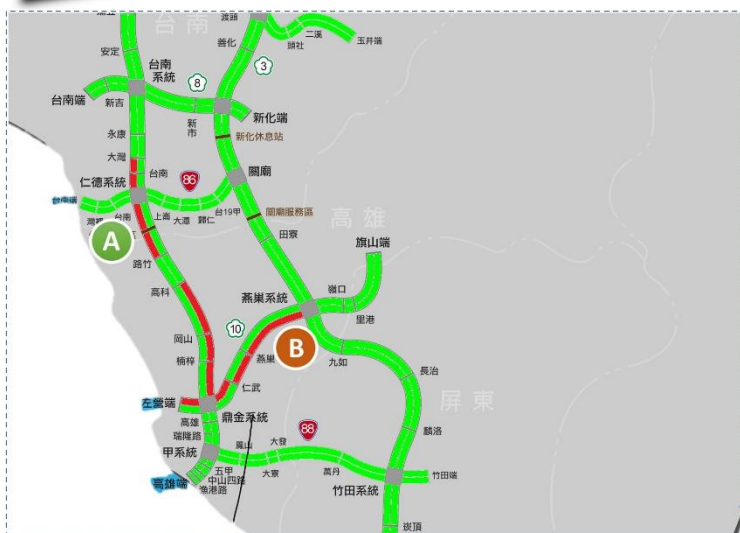 台南
渡頭
善化
頭社
二溪
玉井端
安定
台南
系統
8
3
台南端
新吉
新市
新化端
永康
新化休息站
大灣
台南
86
關廟
仁德系統
台南端
台南
上崙
大潭
歸仁
台19甲
關廟服務區
高雄
A
田寮
旗山端
路竹
高科
燕巢系統
嶺口
里港
10
岡山
B
楠梓
燕巢
九如
長治
仁武
屏東
左營端
鼎金系統
高雄
88
麟洛
瑞隆路
鳳山
大發
甲系統
五甲
大寮
萬丹
竹田端
中山四路
高雄端
漁港路
竹田系統
崁頂